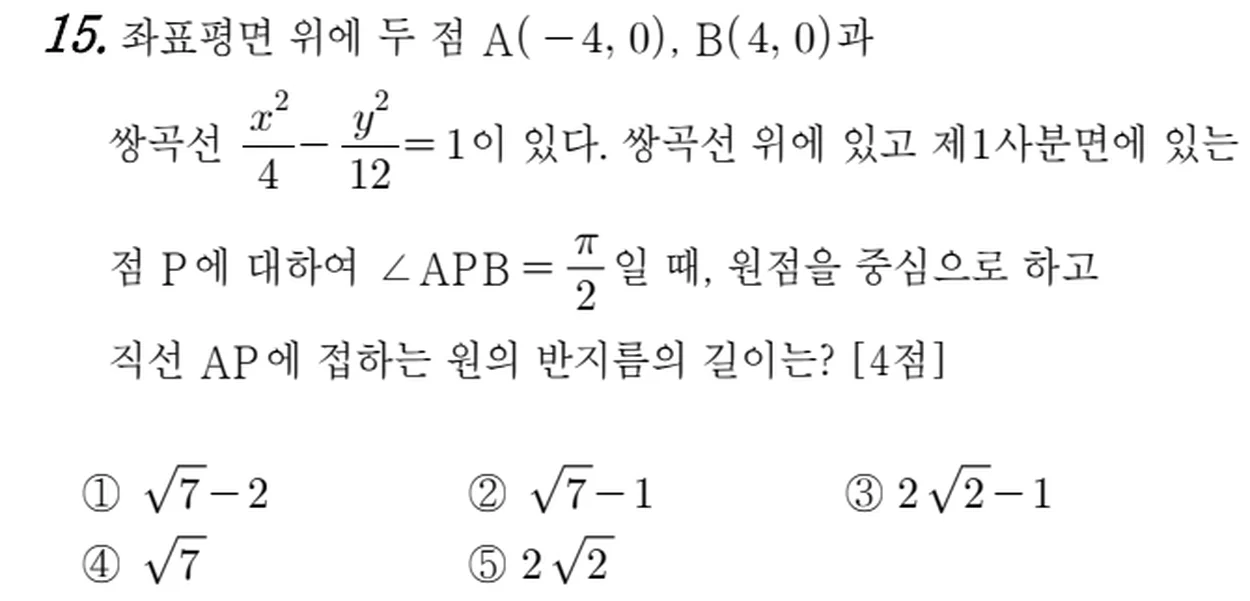 15. 좌표평면 위에 두 점 A(−4, 0), B(4, 0)과
쌍곡선 x²/4 − y²/12 = 1이 있다. 쌍곡선 위에 있고 제1사분면에 있는
점 P에 대하여 ∠APB = π/2일 때, 원점을 중심으로 하고
직선 AP에 접하는 원의 반지름의 길이는? [4점]
① √7−2 ② √7−1 ③ 2√2−1
④ √7 ⑤ 2√2